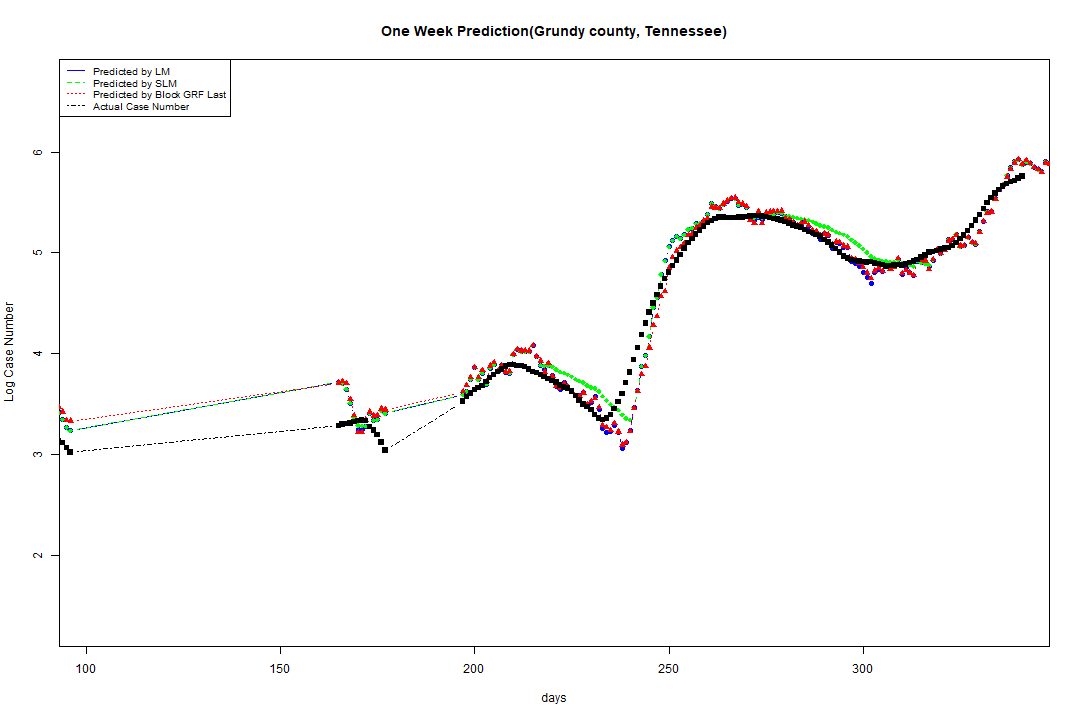 One Week Prediction(Grundy county, Tennessee)
Predicted by LM
Predicted by SLM
Predicted by Block GRF Last
Actual Case Number
Log Case Number
6
5
4
3
2
100 150 200 250 300
days